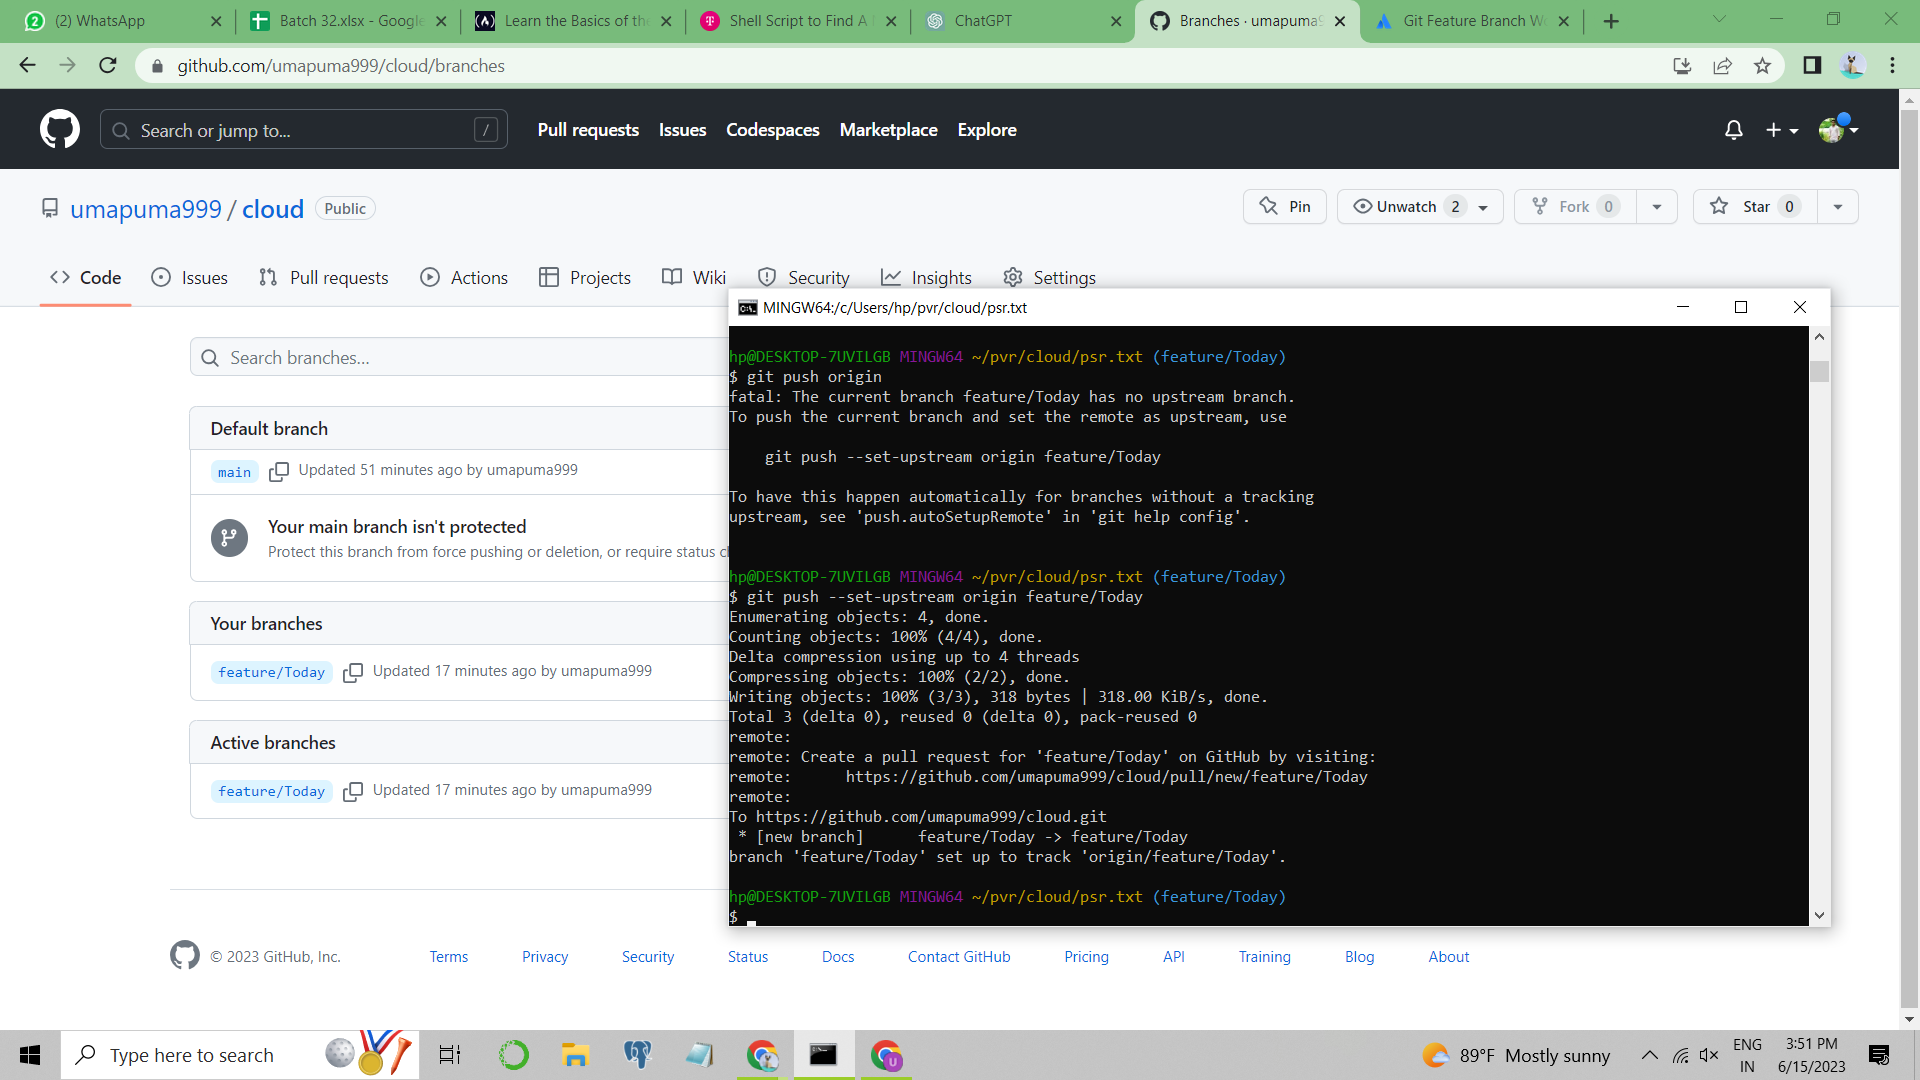 (2) WhatsApp
Batch 32.xlsx - Google
Learn the Basics of the
Shell Script to Find A
ChatGPT
Branches · umapuma9
Git Feature Branch Wo
github.com/umapuma999/cloud/branches
Search or jump to...
/
Pull requests
Issues
Codespaces
Marketplace
Explore
umapuma999 / cloud
Public
Pin
Unwatch 2
Fork 0
Star 0
Code
Issues
Pull requests
Actions
Projects
Wiki
Security
Insights
Settings
Search branches...
Default branch
main Updated 51 minutes ago by umapuma999
Your main branch isn't protected
Protect this branch from force pushing or deletion, or require status
Your branches
feature/Today Updated 17 minutes ago by umapuma999
Active branches
feature/Today Updated 17 minutes ago by umapuma999
MINGW64:/c/Users/hp/pvr/cloud/psr.txt
hp@DESKTOP-7UVILGB MINGW64 ~/pvr/cloud/psr.txt (feature/Today)
$ git push origin
fatal: The current branch feature/Today has no upstream branch.
To push the current branch and set the remote as upstream, use
git push --set-upstream origin feature/Today
To have this happen automatically for branches without a tracking
upstream, see 'push.autoSetupRemote' in 'git help config'.
hp@DESKTOP-7UVILGB MINGW64 ~/pvr/cloud/psr.txt (feature/Today)
$ git push --set-upstream origin feature/Today
Enumerating objects: 4, done.
Counting objects: 100% (4/4), done.
Delta compression using up to 4 threads
Compressing objects: 100% (2/2), done.
Writing objects: 100% (3/3), 318 bytes | 318.00 KiB/s, done.
Total 3 (delta 0), reused 0 (delta 0), pack-reused 0
remote:
remote: Create a pull request for 'feature/Today' on GitHub by visiting:
remote:      https://github.com/umapuma999/cloud/pull/new/feature/Today
remote:
To https://github.com/umapuma999/cloud.git
* [new branch]      feature/Today -> feature/Today
branch 'feature/Today' set up to track 'origin/feature/Today'.
hp@DESKTOP-7UVILGB MINGW64 ~/pvr/cloud/psr.txt (feature/Today)
$
© 2023 GitHub, Inc.
Terms
Privacy
Security
Status
Docs
Contact GitHub
Pricing
API
Training
Blog
About
Type here to search
89°F Mostly sunny
ENG
IN
3:51 PM
6/15/2023